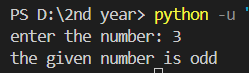 PS D:\2nd year> python -u "
enter the number: 3
the given number is odd